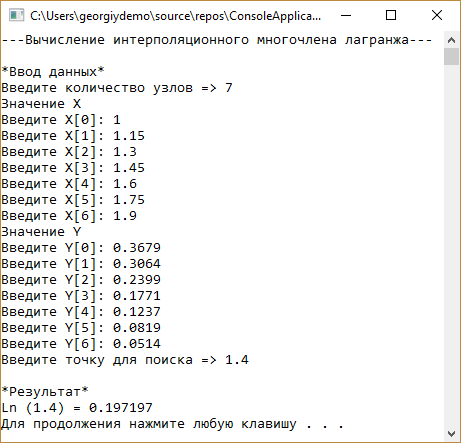 C:\Users\georgiydemo\source\repos\ConsoleApplica...
---Вычисление интерполяционного многочлена лагранжа---
*Ввод данных*
Введите количество узлов => 7
Значение X
Введите X[0]: 1
Введите X[1]: 1.15
Введите X[2]: 1.3
Введите X[3]: 1.45
Введите X[4]: 1.6
Введите X[5]: 1.75
Введите X[6]: 1.9
Значение Y
Введите Y[0]: 0.3679
Введите Y[1]: 0.3064
Введите Y[2]: 0.2399
Введите Y[3]: 0.1771
Введите Y[4]: 0.1237
Введите Y[5]: 0.0819
Введите Y[6]: 0.0514
Введите точку для поиска => 1.4
*Результат*
Ln (1.4) = 0.197197
Для продолжения нажмите любую клавишу . . .